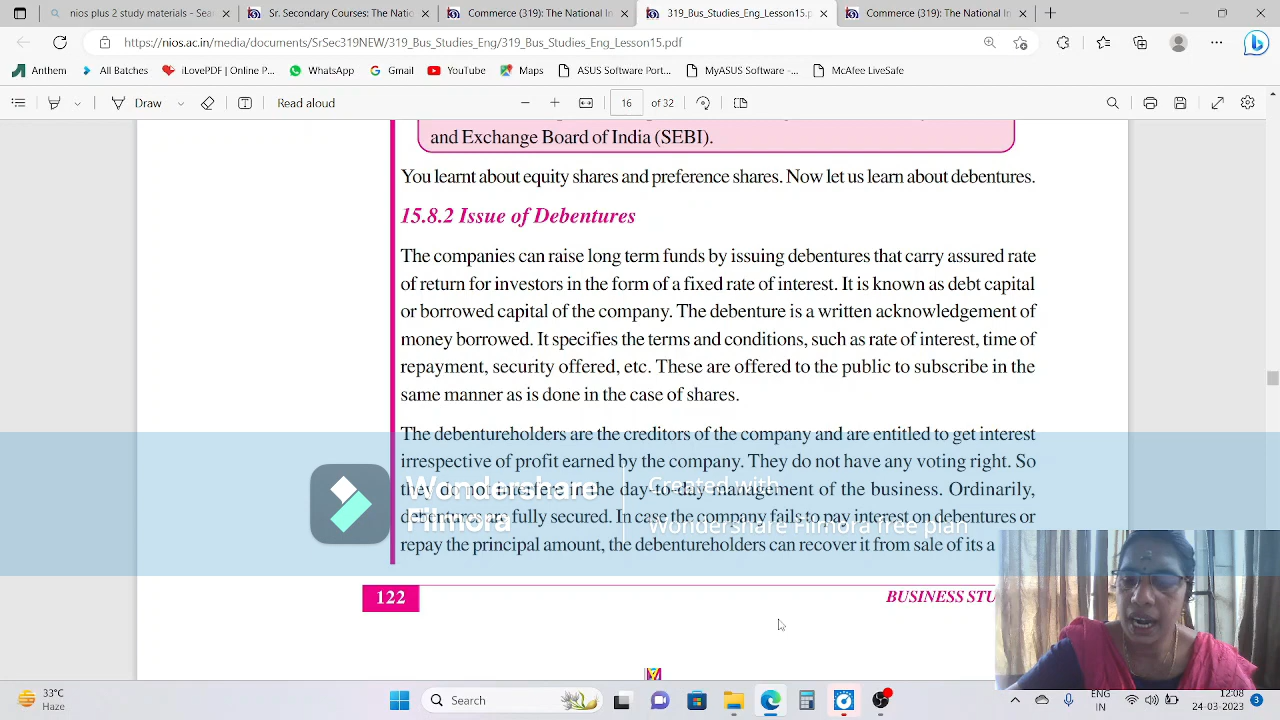 nios plus 2 study materials - Sea
Sr. Secondary Courses: The Nati
Commerce (319): The National In
319_Bus_Studies_Eng_Lesson15.p
Commerce (319): The National In
https://nios.ac.in/media/documents/SrSec319NEW/319_Bus_Studies_Eng/319_Bus_Studies_Eng_Lesson15.pdf
Anthem
All Batches
iLovePDF | Online P...
WhatsApp
Gmail
YouTube
Maps
ASUS Software Port...
MyASUS Software -...
McAfee LiveSafe
Draw
Read aloud
16 of 32
and Exchange Board of India (SEBI).
You learnt about equity shares and preference shares. Now let us learn about debentures.
15.8.2 Issue of Debentures
The companies can raise long term funds by issuing debentures that carry assured rate
of return for investors in the form of a fixed rate of interest. It is known as debt capital
or borrowed capital of the company. The debenture is a written acknowledgement of
money borrowed. It specifies the terms and conditions, such as rate of interest, time of
repayment, security offered, etc. These are offered to the public to subscribe in the
same manner as is done in the case of shares.
The debentureholders are the creditors of the company and are entitled to get interest
irrespective of profit earned by the company. They do not have any voting right. So
they do not interfere in the day-to-day management of the business. Ordinarily,
debentures are fully secured. In case the company fails to pay interest on debentures or
repay the principal amount, the debentureholders can recover it from sale of its a
Wondershare
Filmora
Created with
Wondershare Filmora free plan
122
BUSINESS STU
33°C
Haze
Search
ENG
IN
12:08
24-03-2023
3